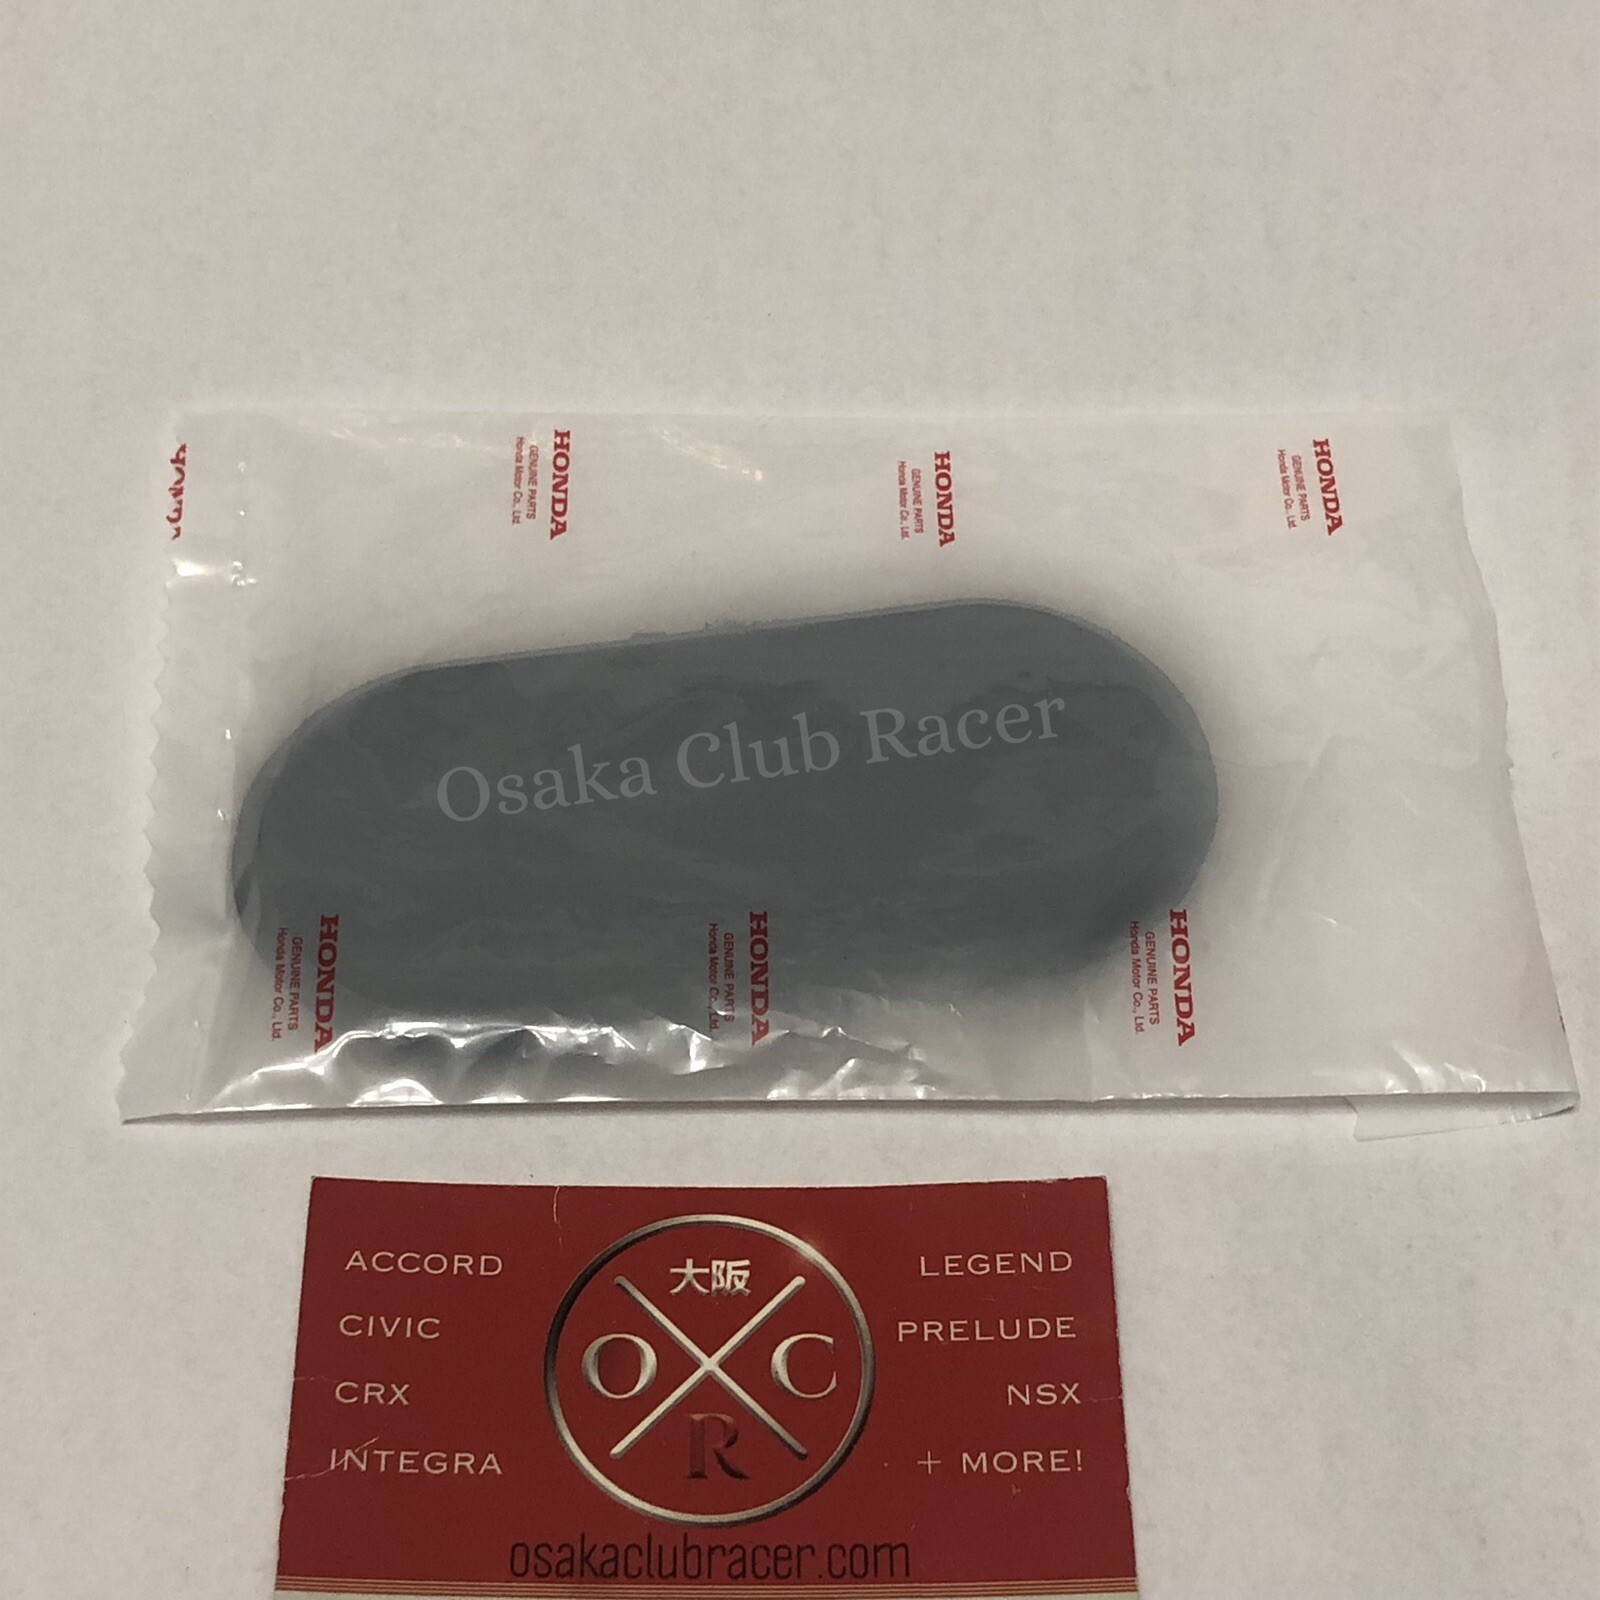 HONDA
GENUINE PARTS
Honda Motor Co., Ltd.
HONDA
GENUINE PARTS
Honda Motor Co., Ltd.
HONDA
GENUINE PARTS
Honda Motor Co., Ltd.
Osaka Club Racer
HONDA
GENUINE PARTS
Honda Motor Co., Ltd.
HONDA
GENUINE PARTS
Honda Motor Co., Ltd.
HONDA
GENUINE PARTS
Honda Motor Co., Ltd.
ACCORD
CIVIC
CRX
INTEGRA
大阪
O C
R
LEGEND
PRELUDE
NSX
+ MORE!
osakaclubracer.com